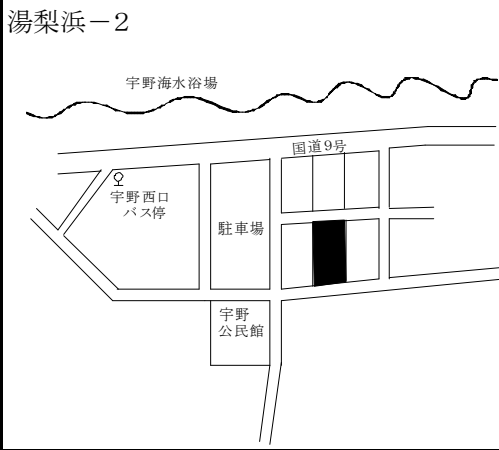 湯梨浜－2
宇野海水浴場
国道9号
宇野西口
バス停
駐車場
宇野
公民館